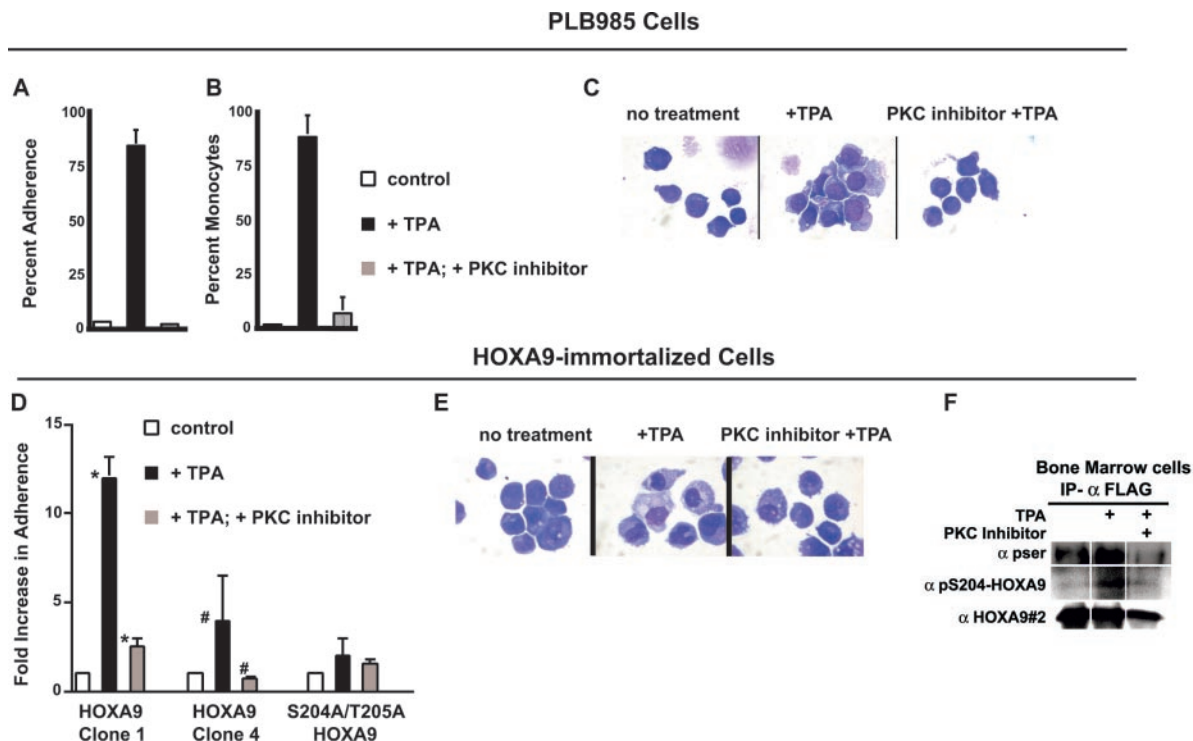 PLB985 Cells
A
B
C
100
75
50
25
0
Percent Adherence
100
75
50
25
0
Percent Monocytes
control
+ TPA
+ TPA; + PKC inhibitor
no treatment +TPA PKC inhibitor +TPA
HOXA9-immortalized Cells
D
15
10
5
0
Fold Increase in Adherence
control
+ TPA
+ TPA; + PKC inhibitor
*
*
#
#
HOXA9 Clone 1
HOXA9 Clone 4
S204A/T205A HOXA9
E
no treatment +TPA PKC inhibitor +TPA
F
Bone Marrow cells
IP- α FLAG
TPA + +
PKC Inhibitor +
α pser
α pS204-HOXA9
α HOXA9#2